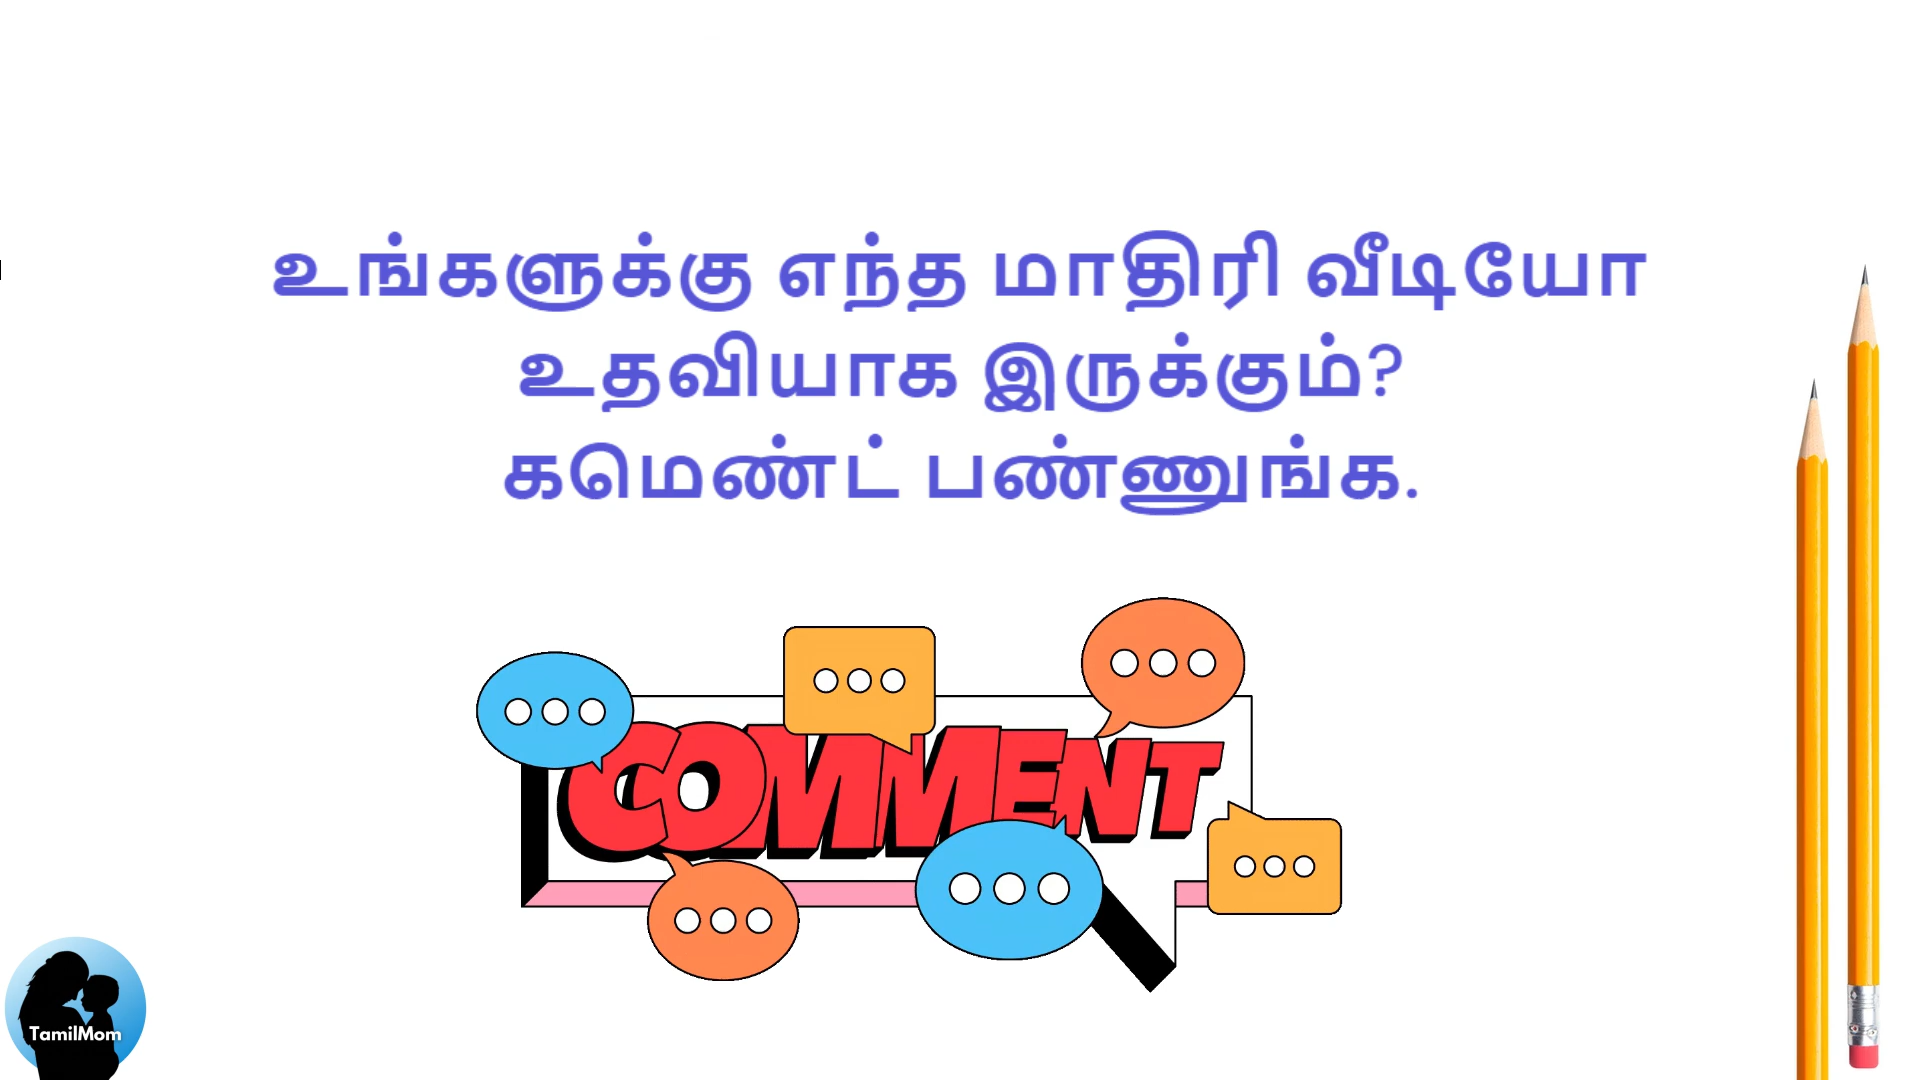 உங்களுக்கு எந்த மாதிரி வீடியோ
உதவியாக இருக்கும்?
கமெண்ட் பண்ணுங்க.
COMMENT
TamilMom